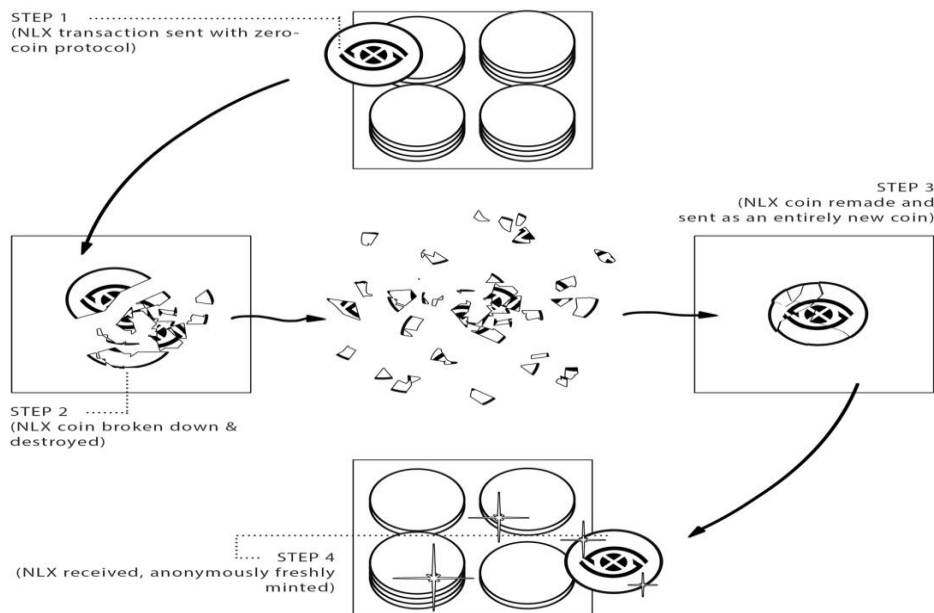 STEP 1
(NLX transaction sent with zero-
coin protocol)
STEP 3
(NLX coin remade and
sent as an entirely new coin)
STEP 2
(NLX coin broken down &
destroyed)
STEP 4
(NLX received, anonymously freshly
minted)